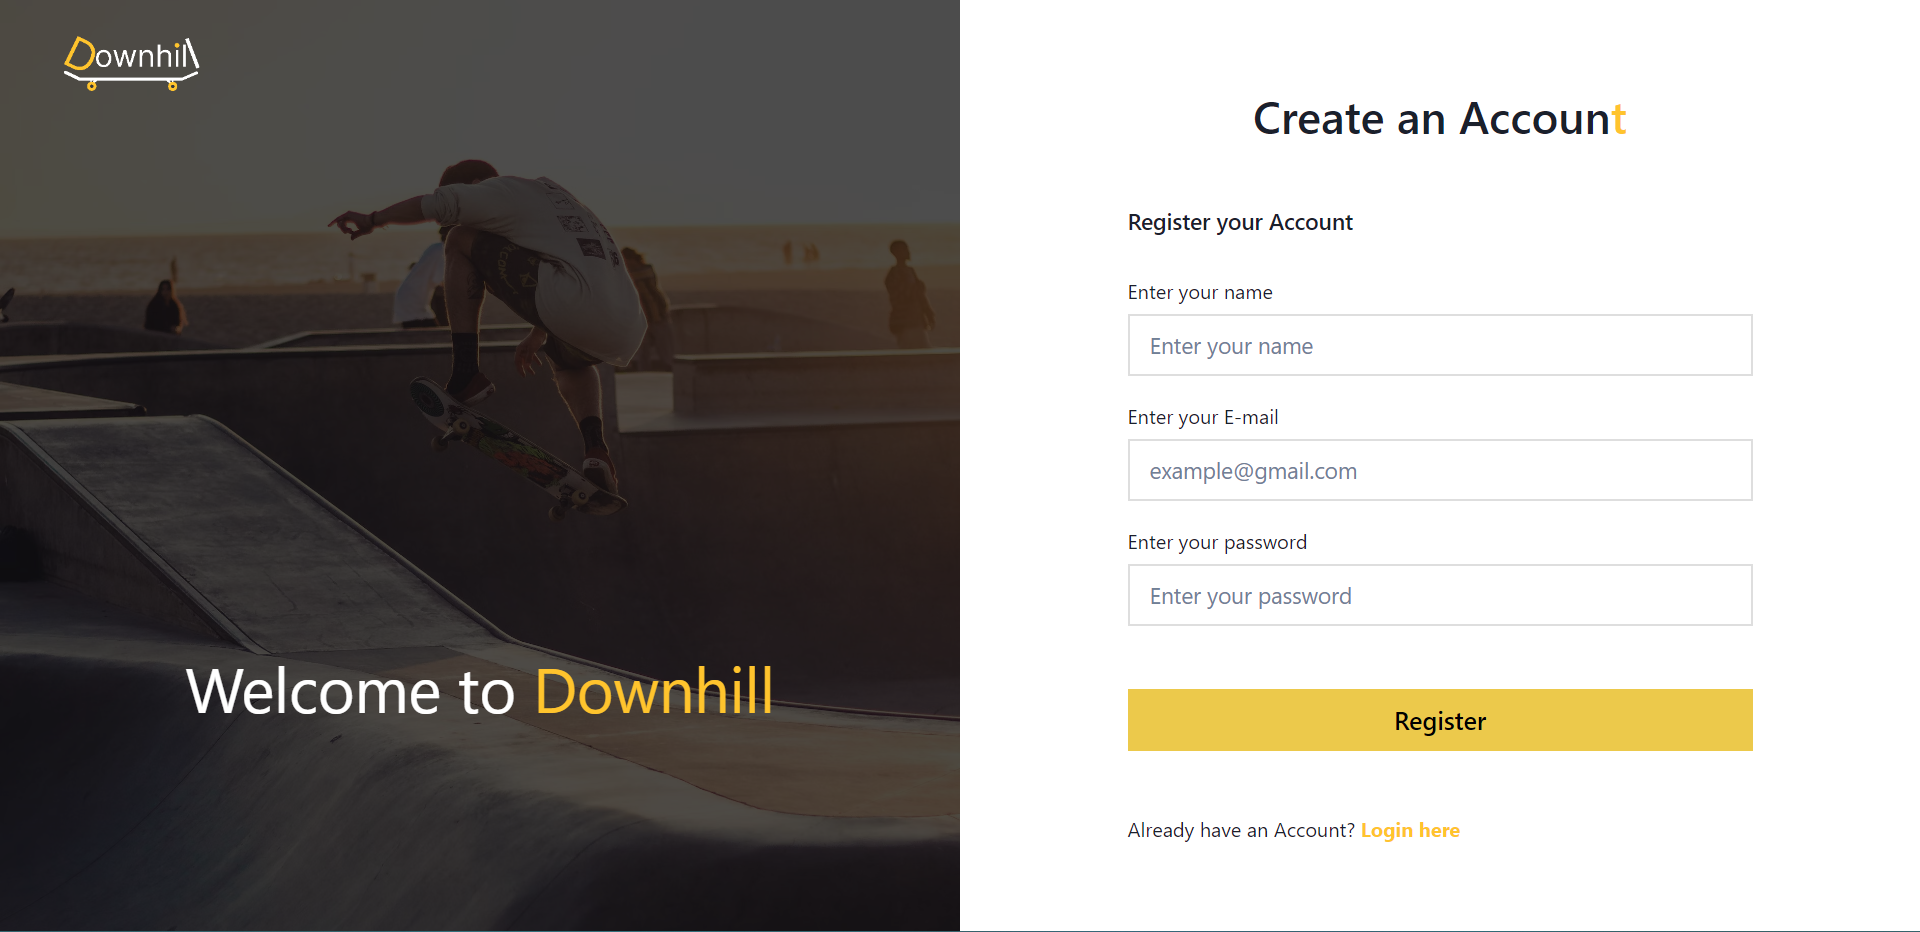 Downhill
Welcome to Downhill
Create an Account
Register your Account
Enter your name
Enter your name
Enter your E-mail
example@gmail.com
Enter your password
Enter your password
Register
Already have an Account? Login here